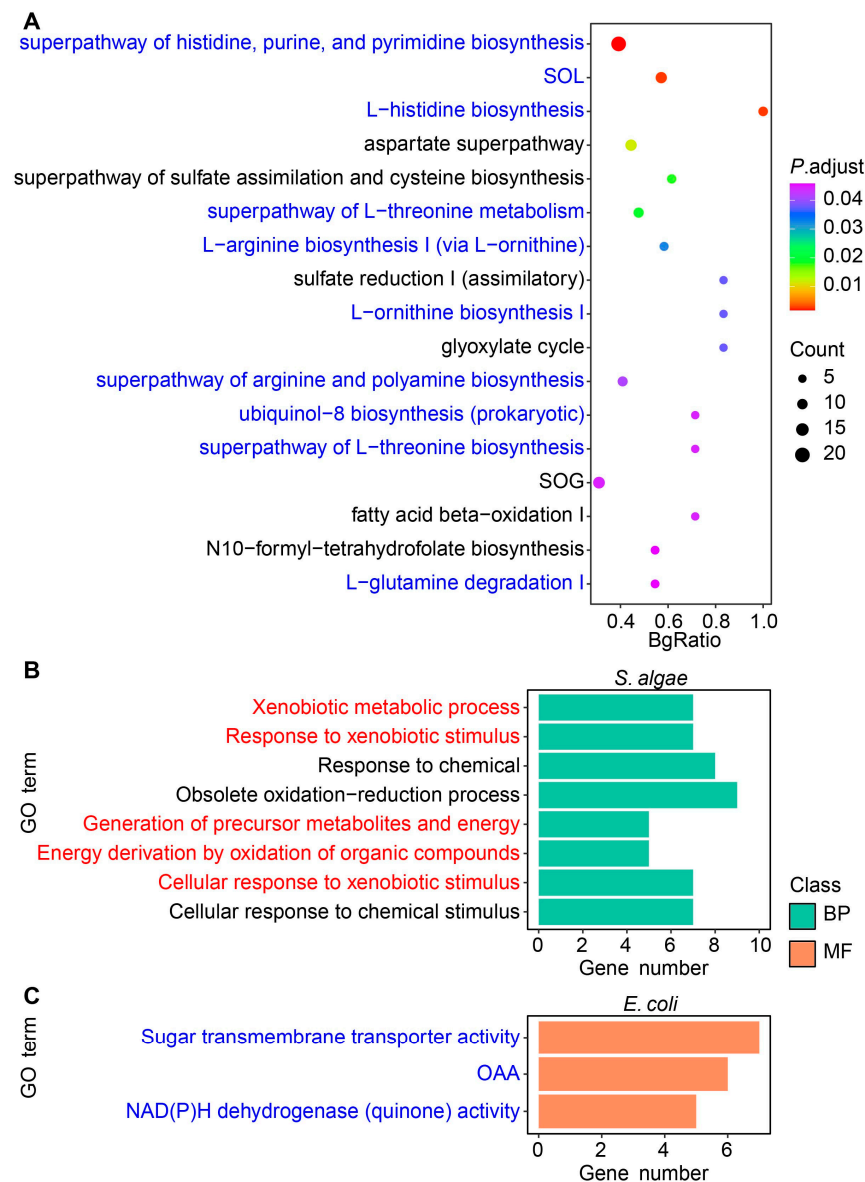 A
superpathway of histidine, purine, and pyrimidine biosynthesis
SOL
L−histidine biosynthesis
aspartate superpathway
superpathway of sulfate assimilation and cysteine biosynthesis
superpathway of L−threonine metabolism
L−arginine biosynthesis I (via L−ornithine)
sulfate reduction I (assimilatory)
L−ornithine biosynthesis I
glyoxylate cycle
superpathway of arginine and polyamine biosynthesis
ubiquinol−8 biosynthesis (prokaryotic)
superpathway of L−threonine biosynthesis
SOG
fatty acid beta−oxidation I
N10−formyl−tetrahydrofolate biosynthesis
L−glutamine degradation I
0.4 0.6 0.8 1.0
BgRatio
P.adjust
0.04
0.03
0.02
0.01
Count
5
10
15
20
B
S. algae
GO term
Xenobiotic metabolic process
Response to xenobiotic stimulus
Response to chemical
Obsolete oxidation−reduction process
Generation of precursor metabolites and energy
Energy derivation by oxidation of organic compounds
Cellular response to xenobiotic stimulus
Cellular response to chemical stimulus
0 2 4 6 8 10
Gene number
Class
BP
MF
C
E. coli
GO term
Sugar transmembrane transporter activity
OAA
NAD(P)H dehydrogenase (quinone) activity
0 2 4 6
Gene number